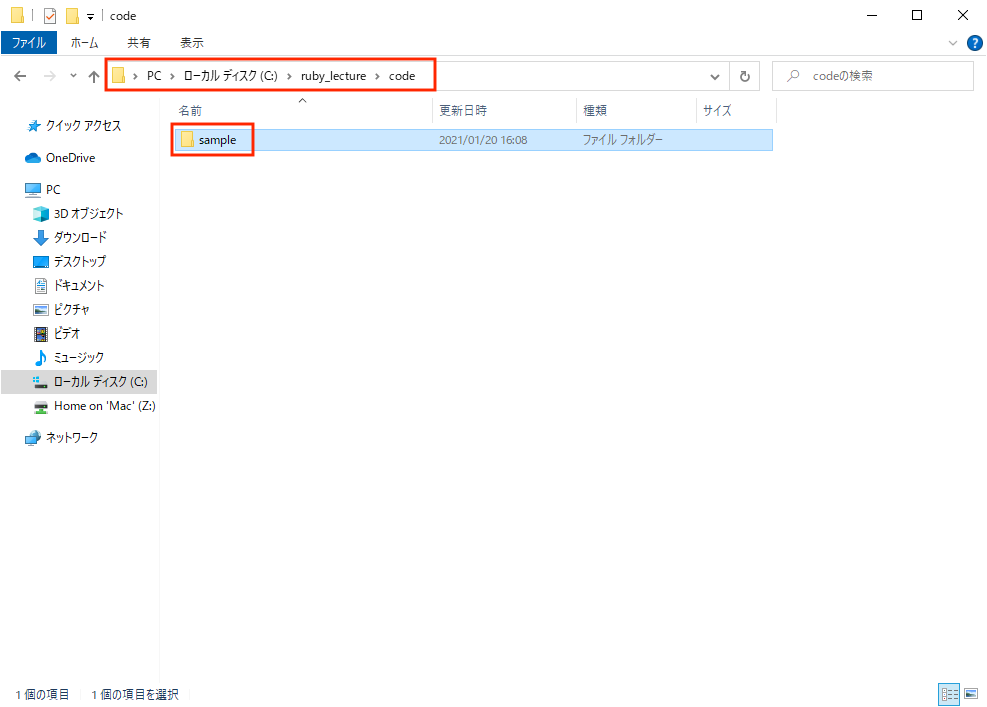 code
ファイル ホーム 共有 表示
PC ローカル ディスク (C:) ruby_lecture code
codeの検索
名前 更新日時 種類 サイズ
sample 2021/01/20 16:08 ファイル フォルダー
クイック アクセス
OneDrive
PC
3D オブジェクト
ダウンロード
デスクトップ
ドキュメント
ピクチャ
ビデオ
ミュージック
ローカル ディスク (C:)
Home on 'Mac' (Z:)
ネットワーク
1 個の項目 1 個の項目を選択